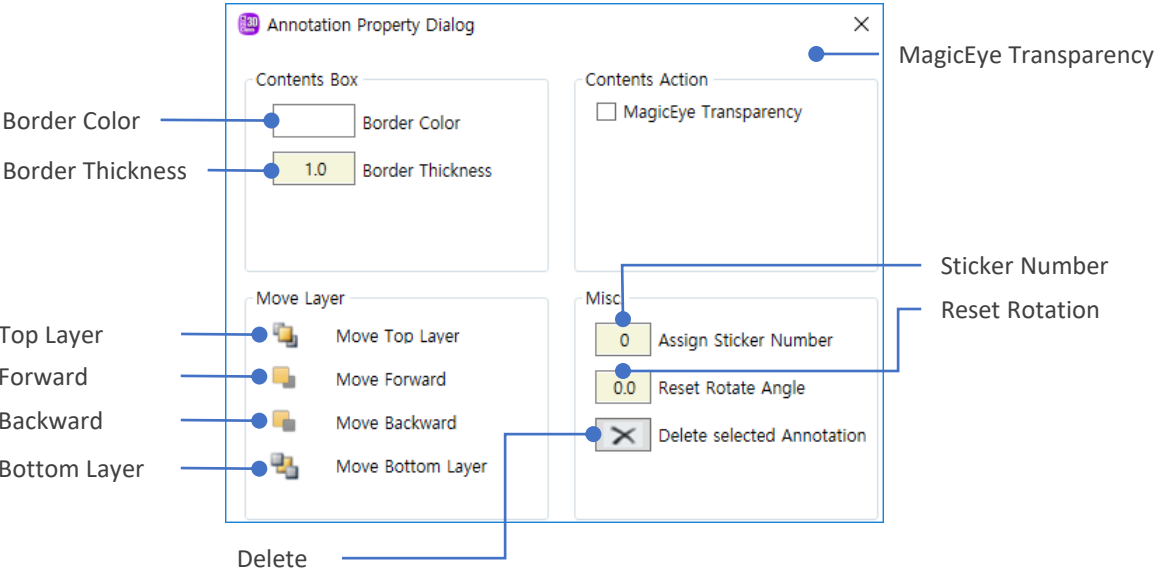 Annotation Property Dialog
MagicEye Transparency
Contents Box
Contents Action
Border Color
Border Color
MagicEye Transparency
Border Thickness
1.0
Border Thickness
Sticker Number
Move Layer
Misc
Reset Rotation
Top Layer
Move Top Layer
0
Assign Sticker Number
Forward
Move Forward
0.0
Reset Rotate Angle
Backward
Move Backward
Delete selected Annotation
Bottom Layer
Move Bottom Layer
Delete